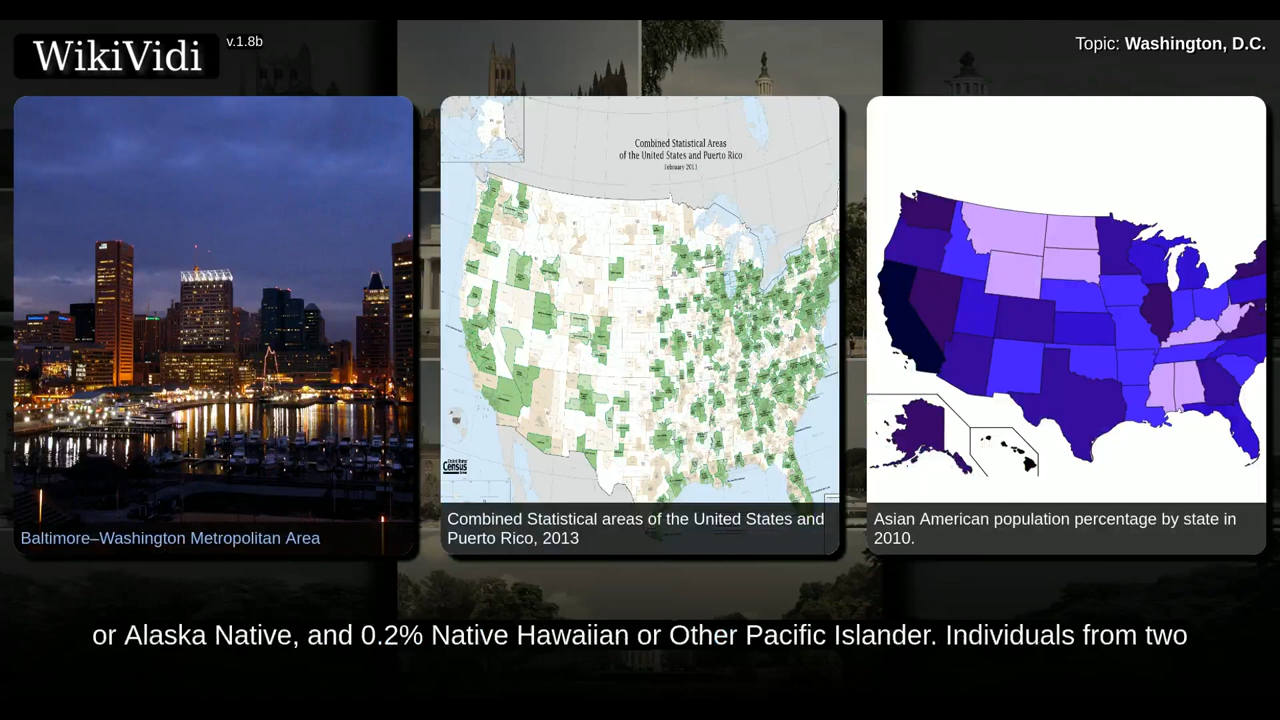 WikiVidi
v.1.8b
Topic: Washington, D.C.
Combined Statistical Areas
of the United States and Puerto Rico
February 2013
Census
Baltimore–Washington Metropolitan Area
Combined Statistical areas of the United States and
Puerto Rico, 2013
Asian American population percentage by state in
2010.
or Alaska Native, and 0.2% Native Hawaiian or Other Pacific Islander. Individuals from two